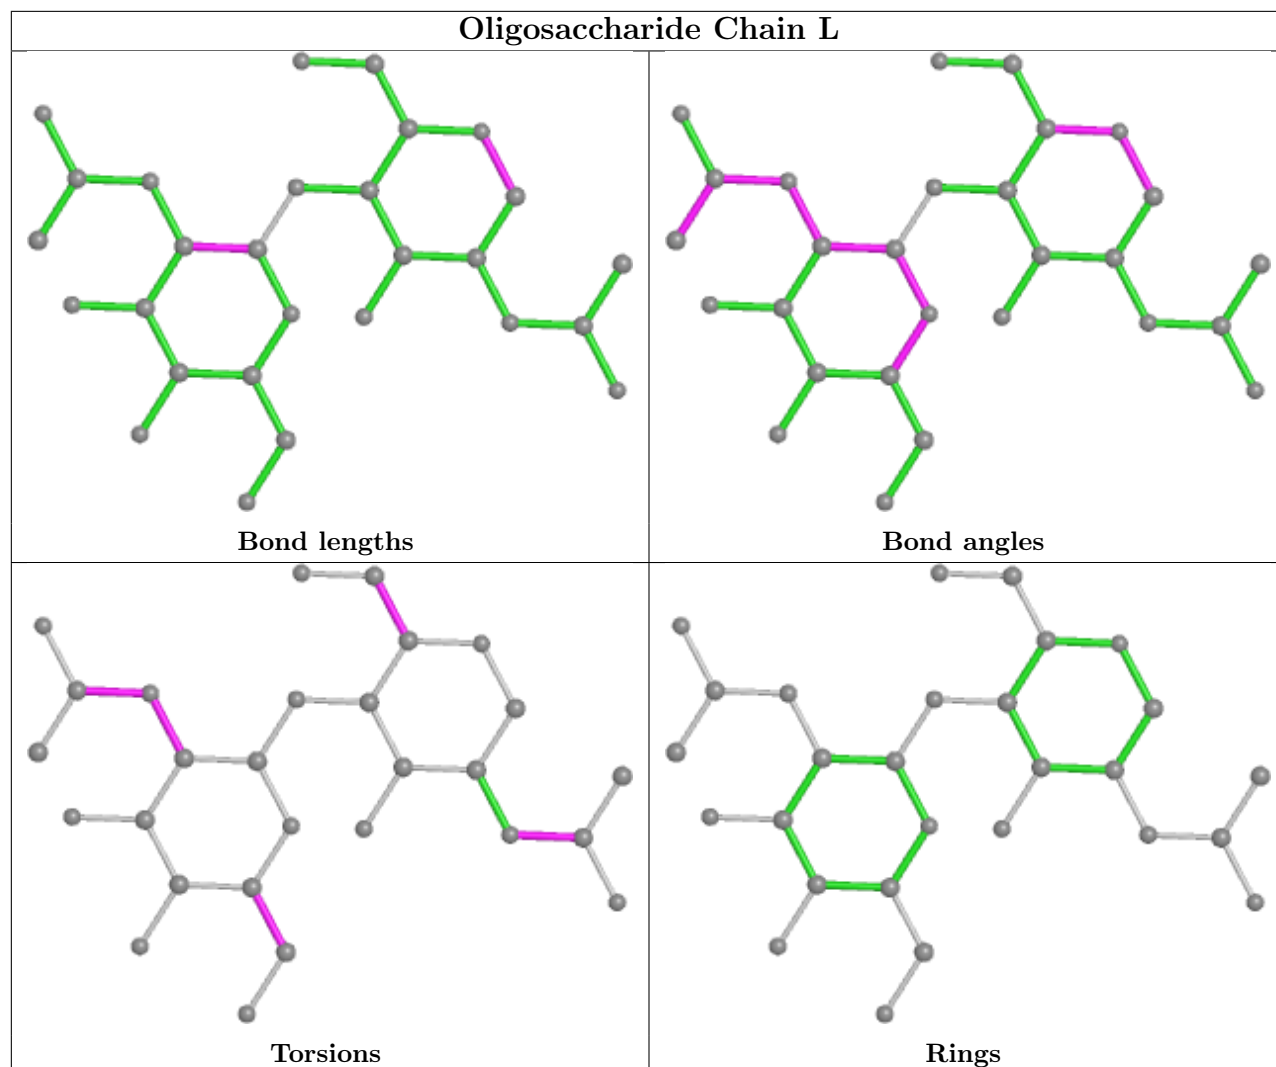 Oligosaccharide Chain L
Bond lengths
Bond angles
Torsions
Rings